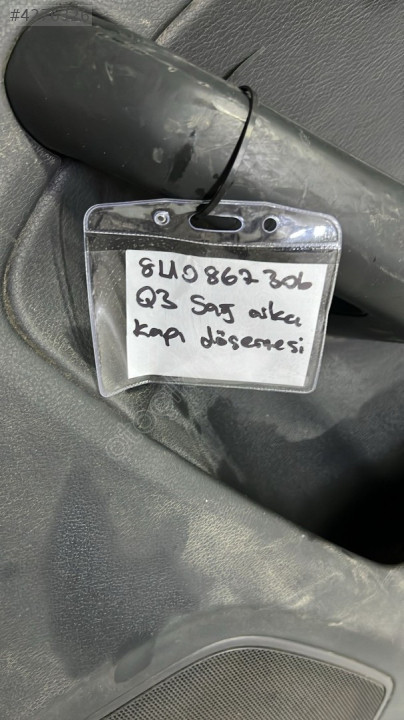 8U0867306
Q3 Sağ arka
Kapı döşemesi